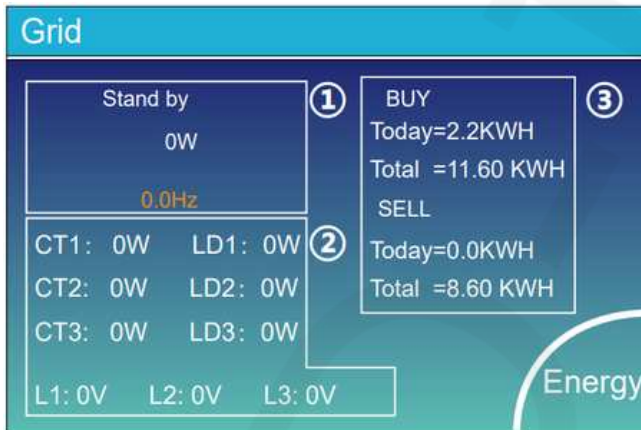 Grid
Stand by
0W
0.0Hz
①
CT1: 0W LD1: 0W
CT2: 0W LD2: 0W
CT3: 0W LD3: 0W
L1: 0V L2: 0V L3: 0V
②
BUY
Today=2.2KWH
Total =11.60 KWH
SELL
Today=0.0KWH
Total =8.60 KWH
③
Energy